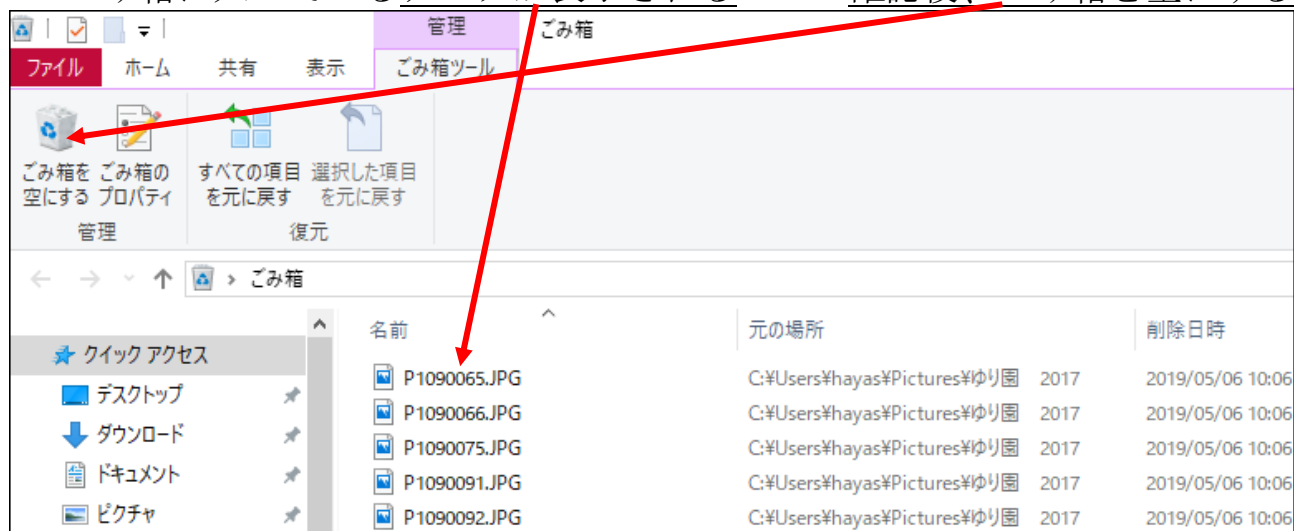 管理 ごみ箱
ファイル ホーム 共有 表示 ごみ箱ツール
ごみ箱を ごみ箱の すべての項目 選択した項目
空にする プロパティ を元に戻す を元に戻す
管理 復元
ごみ箱
名前 元の場所 削除日時
クイック アクセス
P1090065.JPG C:¥Users¥hayas¥Pictures¥ゆり園 2017 2019/05/06 10:06
デスクトップ
P1090066.JPG C:¥Users¥hayas¥Pictures¥ゆり園 2017 2019/05/06 10:06
ダウンロード
P1090075.JPG C:¥Users¥hayas¥Pictures¥ゆり園 2017 2019/05/06 10:06
ドキュメント
P1090091.JPG C:¥Users¥hayas¥Pictures¥ゆり園 2017 2019/05/06 10:06
ピクチャ
P1090092.JPG C:¥Users¥hayas¥Pictures¥ゆり園 2017 2019/05/06 10:06